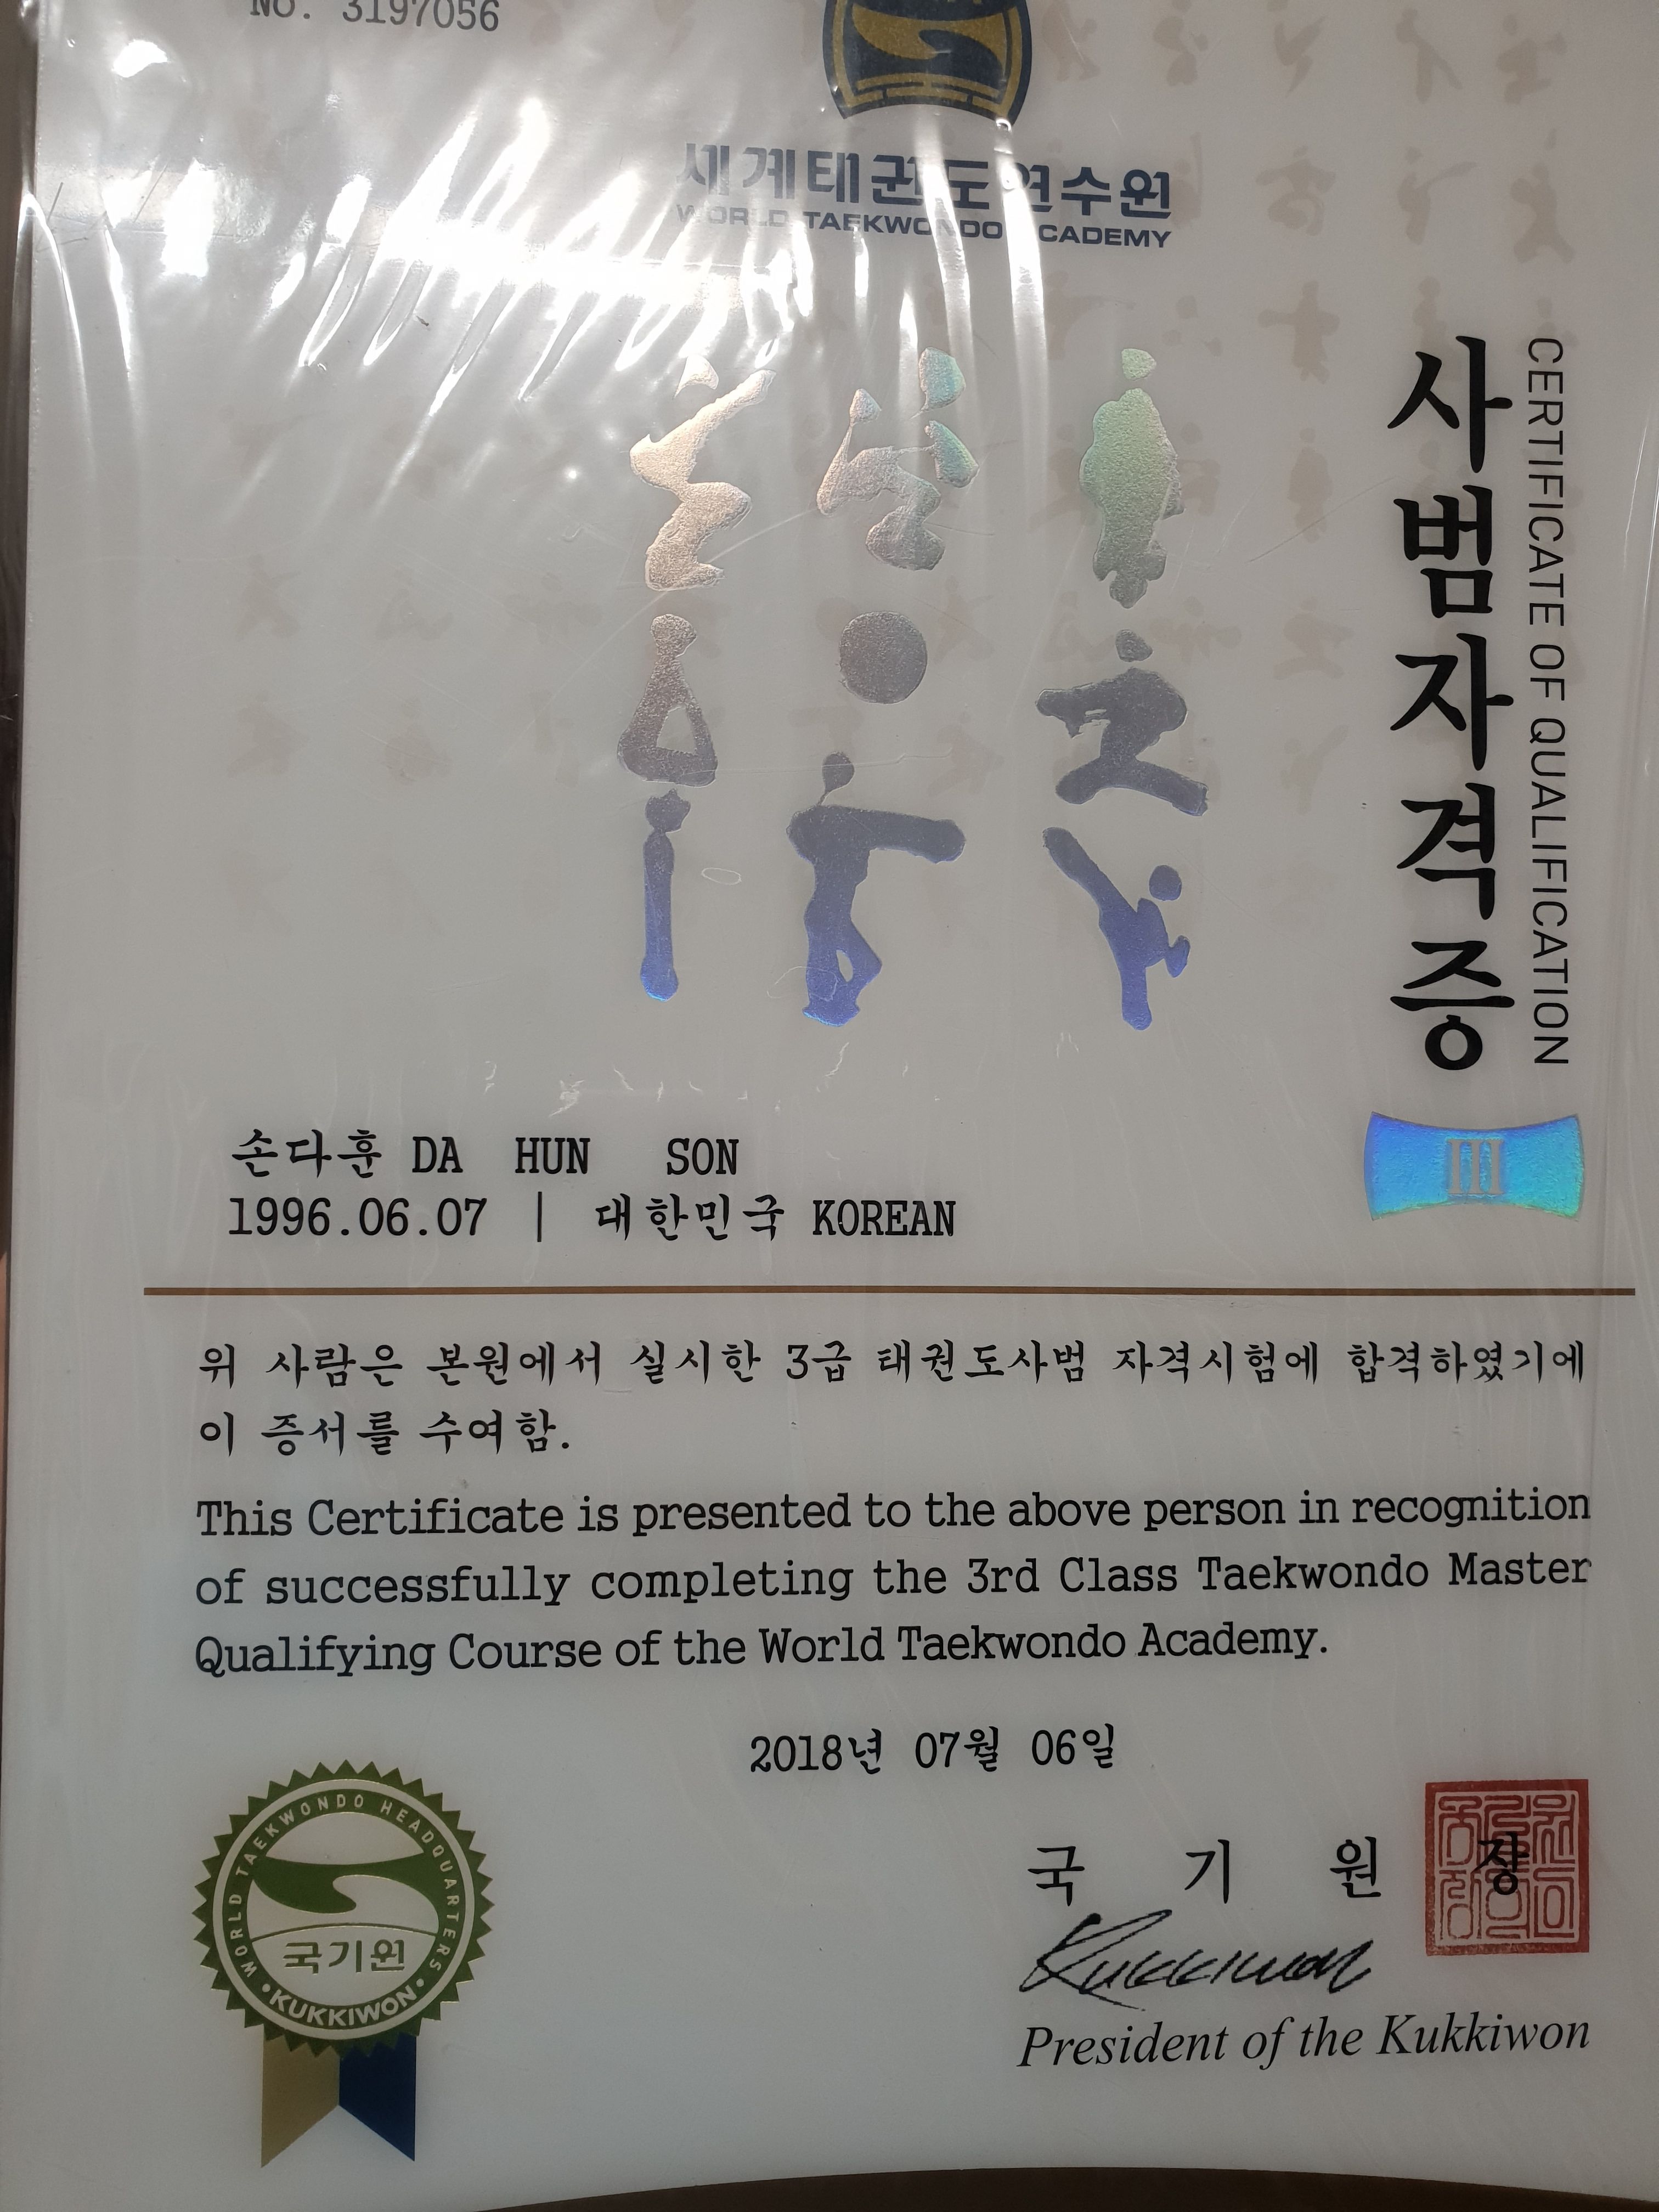 No. 3197056
세계태권도연수원
WORLD TAEKWONDO ACADEMY
사범자격증
CERTIFICATE OF QUALIFICATION
III
손다훈 DA HUN SON
1996.06.07 | 대한민국 KOREAN
위 사람은 본원에서 실시한 3급 태권도사범 자격시험에 합격하였기에
이 증서를 수여함.
This Certificate is presented to the above person in recognition
of successfully completing the 3rd Class Taekwondo Master
Qualifying Course of the World Taekwondo Academy.
2018년 07월 06일
국 기 원 장
Kukkiwon
President of the Kukkiwon
WORLD TAEKWONDO HEADQUARTERS
국기원
•KUKKIWON•